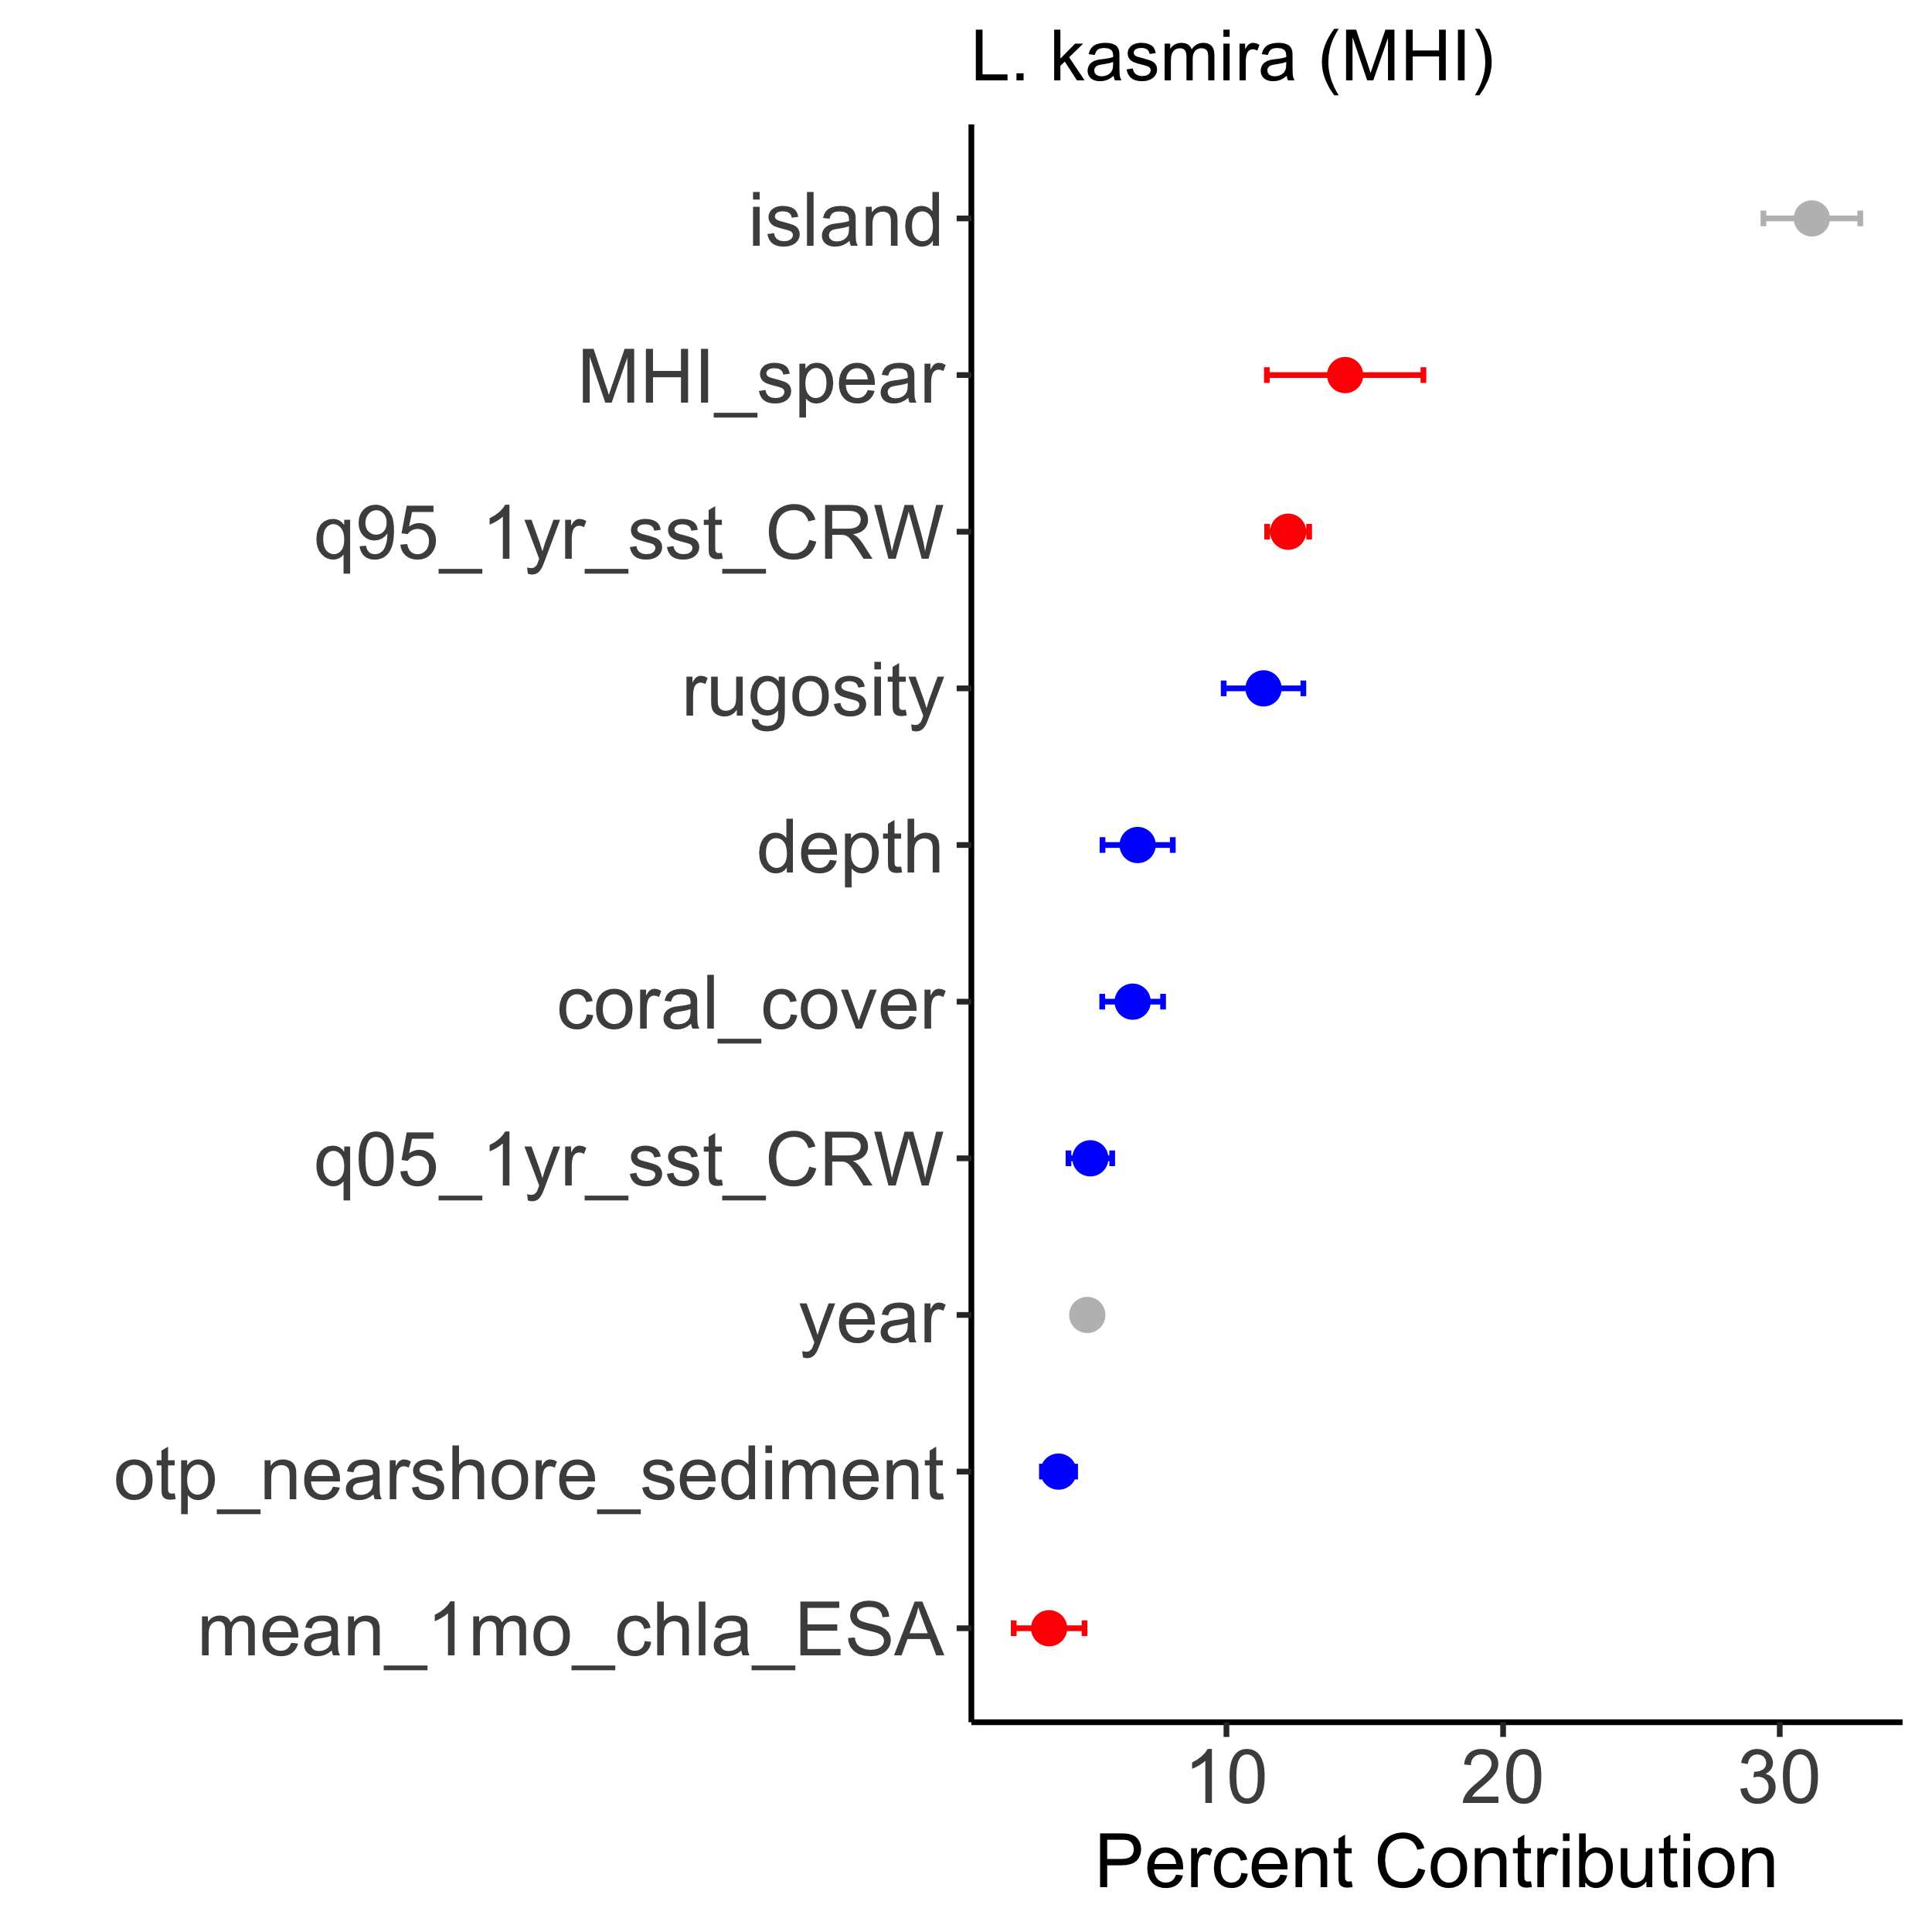 L. kasmira (MHI)
island
MHI_spear
q95_1yr_sst_CRW
rugosity
depth
coral_cover
q05_1yr_sst_CRW
year
otp_nearshore_sediment
mean_1mo_chla_ESA
10 20 30
Percent Contribution